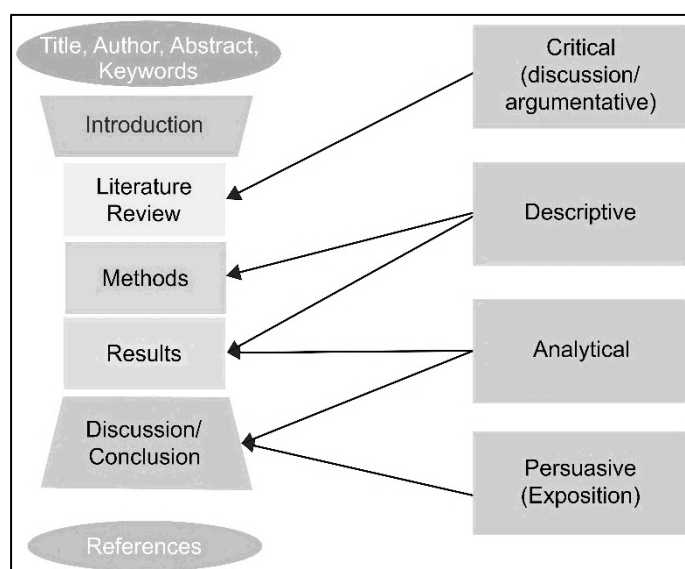 Title, Author, Abstract,
Keywords
Introduction
Literature
Review
Methods
Results
Discussion/
Conclusion
References
Critical
(discussion/
argumentative)
Descriptive
Analytical
Persuasive
(Exposition)